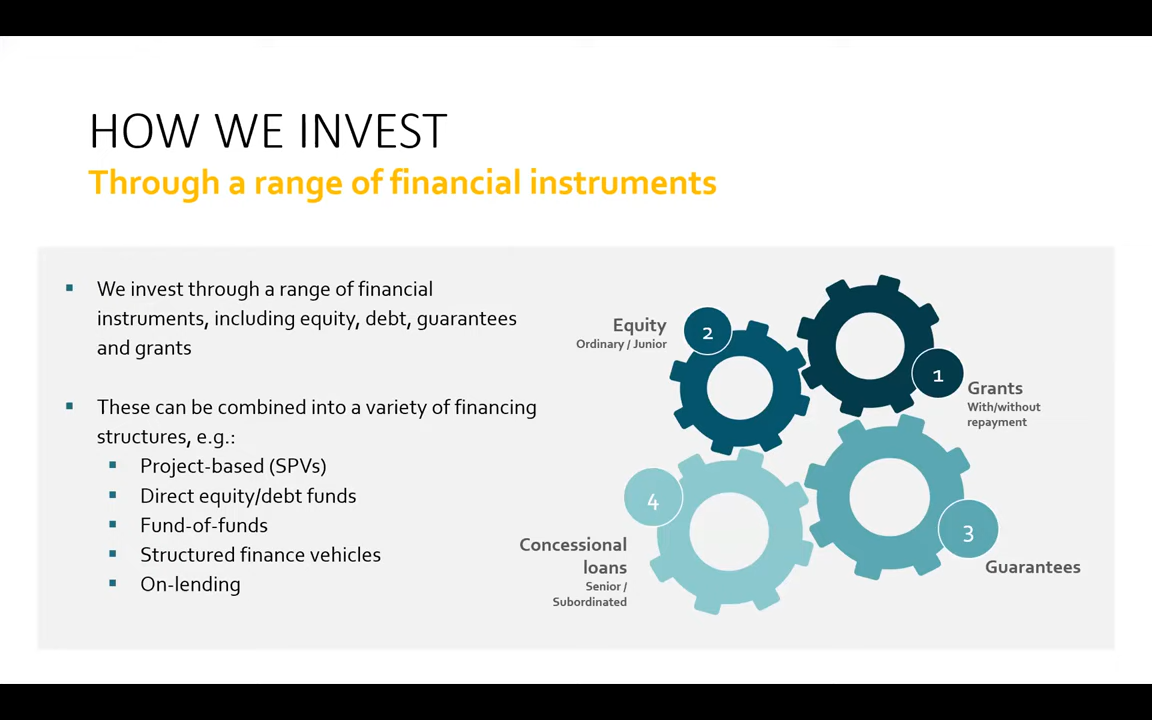 HOW WE INVEST
Through a range of financial instruments
▪ We invest through a range of financial
instruments, including equity, debt, guarantees
and grants
▪ These can be combined into a variety of financing
structures, e.g.:
▪ Project-based (SPVs)
▪ Direct equity/debt funds
▪ Fund-of-funds
▪ Structured finance vehicles
▪ On-lending
Equity
Ordinary / Junior
2
1
Grants
With/without
repayment
4
Concessional
loans
Senior /
Subordinated
3
Guarantees